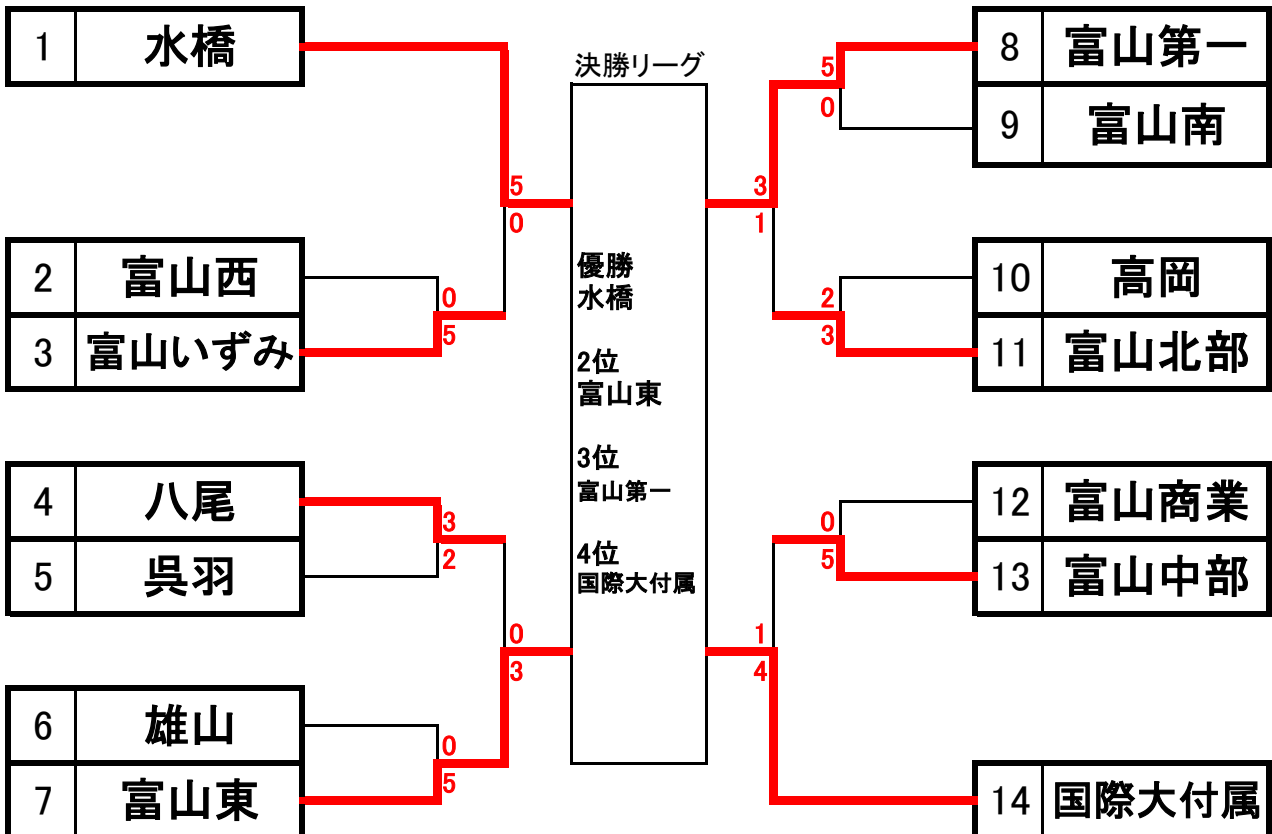 1 水橋
2 富山西
3 富山いずみ
4 八尾
5 呉羽
6 雄山
7 富山東
5
0
0
5
3
2
0
3
0
5
決勝リーグ
優勝
水橋
2位
富山東
3位
富山第一
4位
国際大付属
5
0
3
1
2
3
0
5
1
4
8 富山第一
9 富山南
10 高岡
11 富山北部
12 富山商業
13 富山中部
14 国際大付属